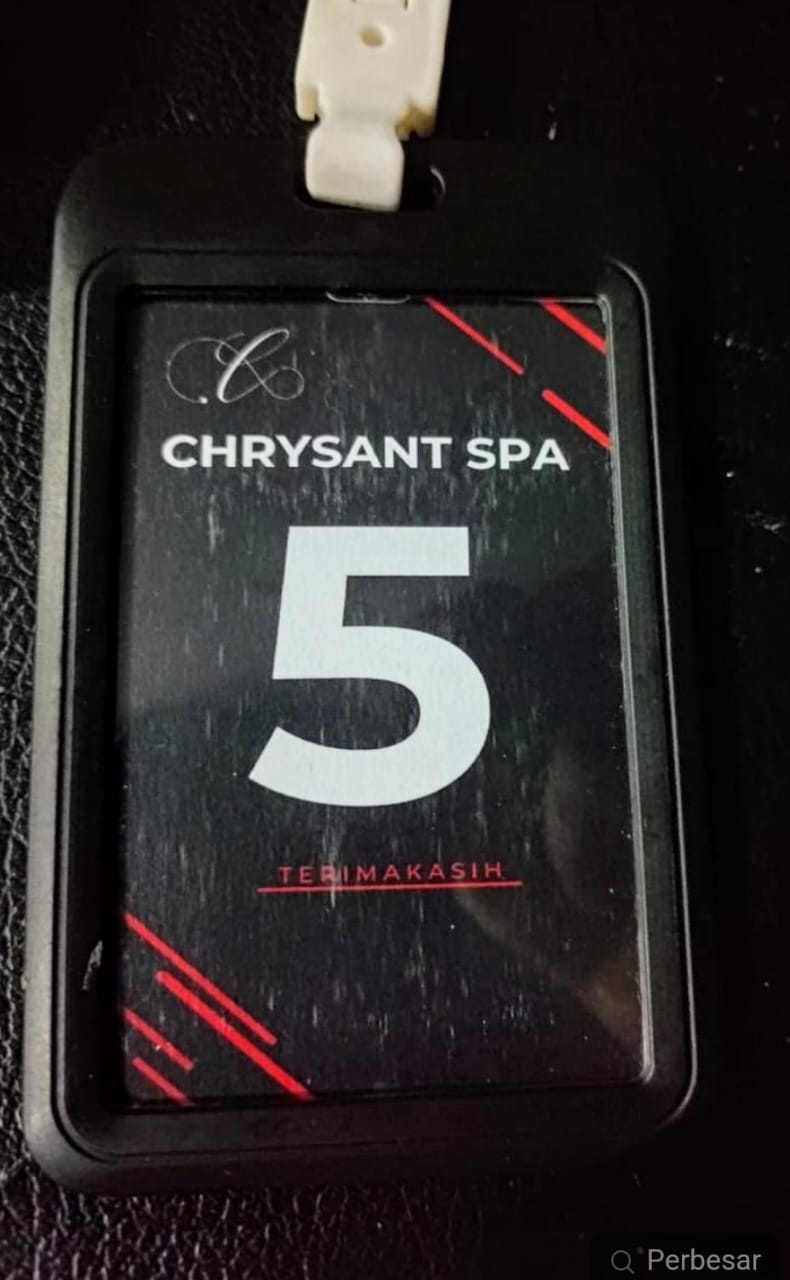 C
CHRYSANT SPA
5
TERIMAKASIH
Perbesar